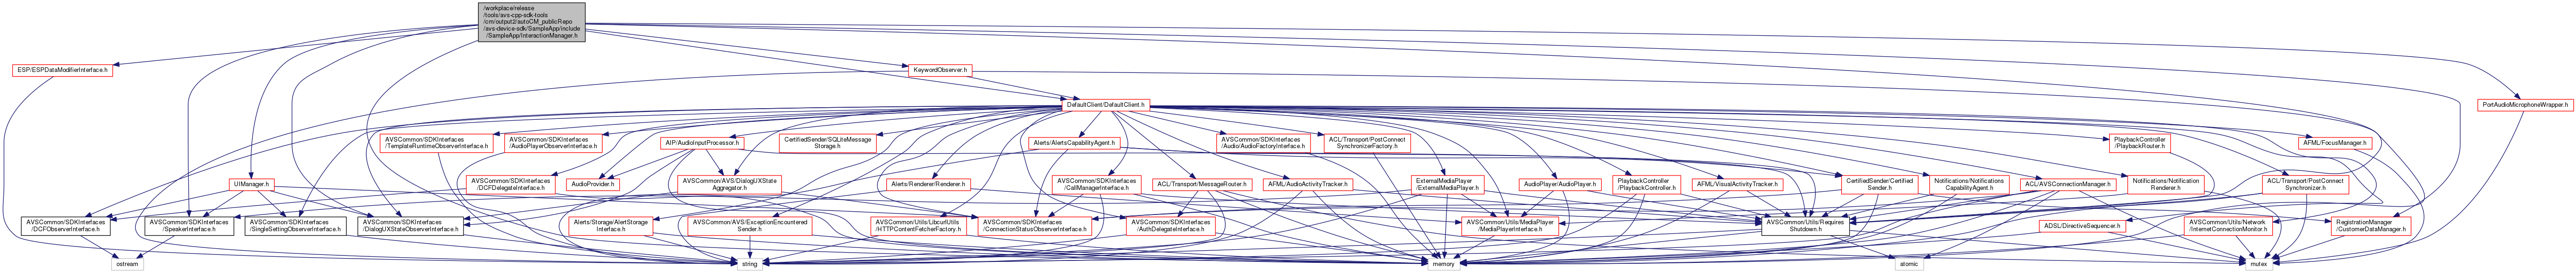 /workplace/release
/tools/avs-cpp-sdk-tools
/cm/output2/autoCM_publicRepo
/avs-device-sdk/SampleApp/include
/SampleApp/InteractionManager.h
ESP/ESPDataModifierInterface.h
KeywordObserver.h
DefaultClient/DefaultClient.h
PortAudioMicrophoneWrapper.h
AVSCommon/SDKInterfaces
/TemplateRuntimeObserverInterface.h
AVSCommon/SDKInterfaces
/AudioPlayerObserverInterface.h
AIP/AudioInputProcessor.h
CertifiedSender/SQLiteMessage
Storage.h
Alerts/AlertsCapabilityAgent.h
AVSCommon/SDKInterfaces
/Audio/AudioFactoryInterface.h
ACL/Transport/PostConnect
SynchronizerFactory.h
PlaybackController
/PlaybackRouter.h
AFML/FocusManager.h
UIManager.h
AVSCommon/SDKInterfaces
/DCFDelegateInterface.h
AudioProvider.h
AVSCommon/AVS/DialogUXState
Aggregator.h
Alerts/Renderer/Renderer.h
AVSCommon/SDKInterfaces
/CallManagerInterface.h
ACL/Transport/MessageRouter.h
AFML/AudioActivityTracker.h
ExternalMediaPlayer
/ExternalMediaPlayer.h
AudioPlayer/AudioPlayer.h
PlaybackController
/PlaybackController.h
AFML/VisualActivityTracker.h
CertifiedSender/Certified
Sender.h
Notifications/Notifications
CapabilityAgent.h
ACL/AVSConnectionManager.h
Notifications/Notification
Renderer.h
ACL/Transport/PostConnect
Synchronizer.h
AVSCommon/SDKInterfaces
/DCFObserverInterface.h
AVSCommon/SDKInterfaces
/SpeakerInterface.h
AVSCommon/SDKInterfaces
/SingleSettingObserverInterface.h
AVSCommon/SDKInterfaces
/DialogUXStateObserverInterface.h
Alerts/Storage/AlertStorage
Interface.h
AVSCommon/AVS/ExceptionEncountered
Sender.h
AVSCommon/Utils/LibcurlUtils
/HTTPContentFetcherFactory.h
AVSCommon/SDKInterfaces
/ConnectionStatusObserverInterface.h
AVSCommon/SDKInterfaces
/AuthDelegateInterface.h
AVSCommon/Utils/MediaPlayer
/MediaPlayerInterface.h
AVSCommon/Utils/Requires
Shutdown.h
ADSL/DirectiveSequencer.h
AVSCommon/Utils/Network
/InternetConnectionMonitor.h
RegistrationManager
/CustomerDataManager.h
ostream
string
memory
atomic
mutex